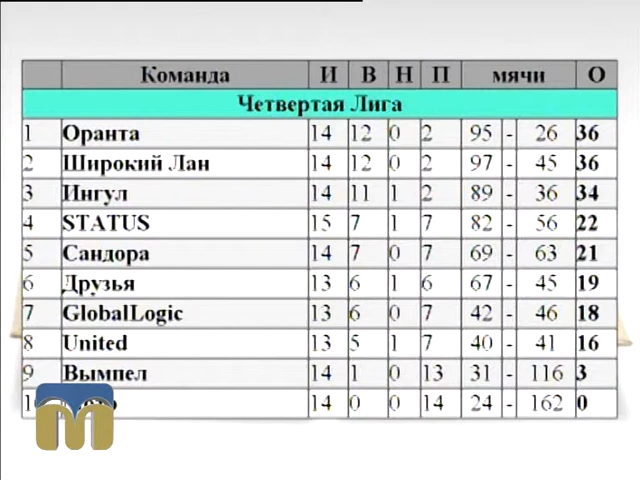 Команда И В Н П мячи О
Четвертая Лига
1 Оранта 14 12 0 2 95 - 26 36
2 Широкий Лан 14 12 0 2 97 - 45 36
3 Ингул 14 11 1 2 89 - 36 34
4 STATUS 15 7 1 7 82 - 56 22
5 Сандора 14 7 0 7 69 - 63 21
6 Друзья 13 6 1 6 67 - 45 19
7 GlobalLogic 13 6 0 7 42 - 46 18
8 United 13 5 1 7 40 - 41 16
9 Вымпел 14 1 0 13 31 - 116 3
14 0 0 14 24 - 162 0